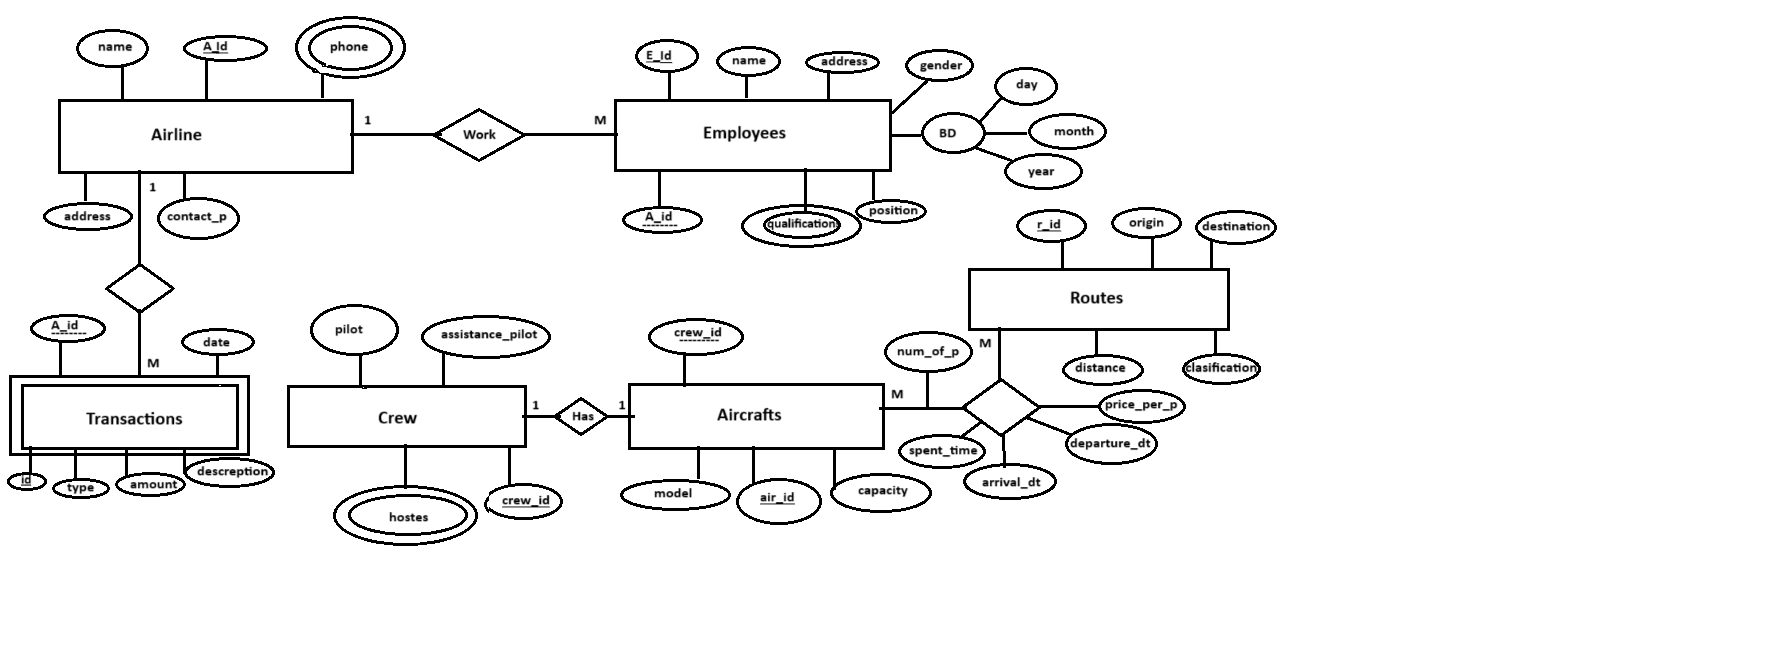 name
A_Id
phone
Airline
1
Work
M
address
1
contact_p
E_Id
name
address
gender
Employees
BD
day
month
year
A_id
qualification
position
r_id
origin
destination
Routes
M
distance
clasification
A_id
date
M
Transactions
id
type
amount
descreption
pilot
assistance_pilot
Crew
1
Has
1
hostes
crew_id
crew_id
Aircrafts
M
model
air_id
capacity
num_of_p
price_per_p
departure_dt
spent_time
arrival_dt